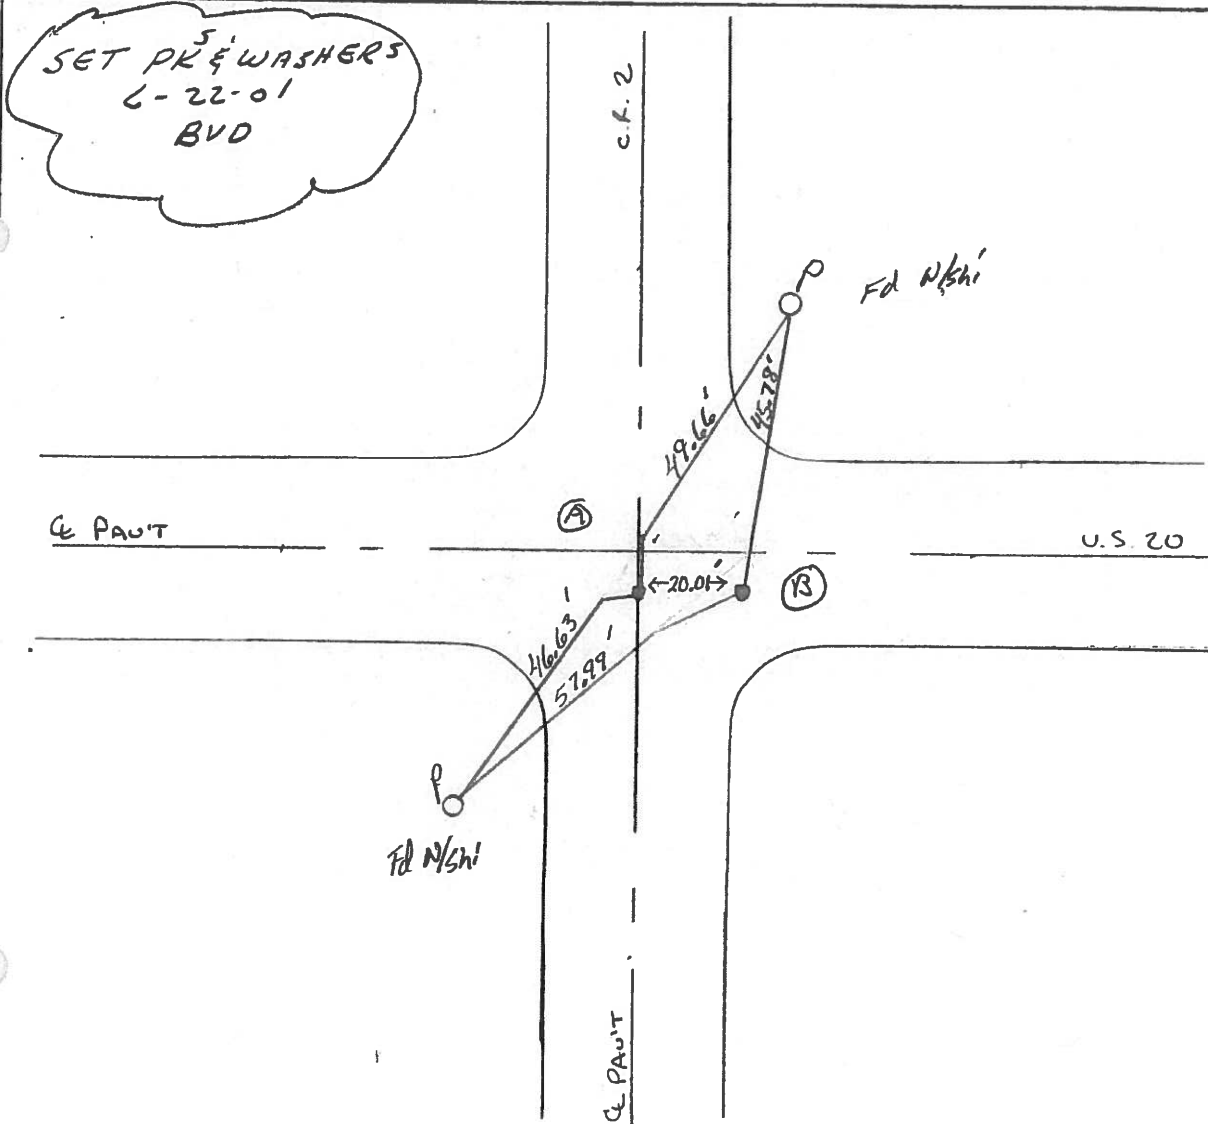 SET PK'S & WASHERS
6-22-01
BVD
C.R. 2
Fd N/shi
49.66'
45.78'
A
℄ PAV'T
U.S. 20
←20.01'→
B
46.63'
57.99'
P
P
Fd N/shi
℄ PAV'T